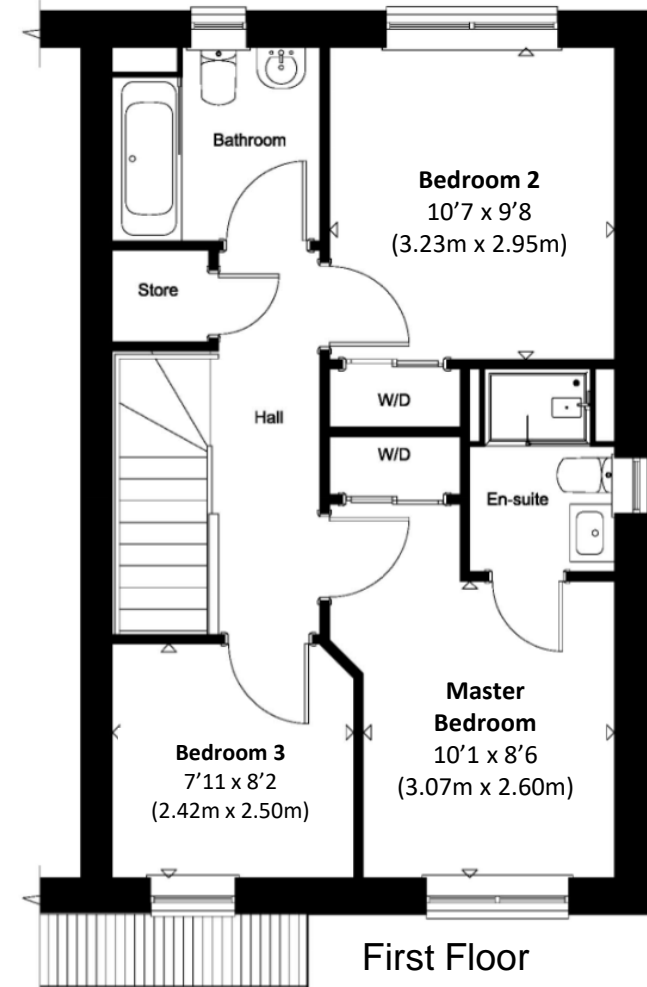 Bathroom
Bedroom 2
10’7 x 9’8
(3.23m x 2.95m)
Store
Hall
W/D
W/D
En-suite
Master
Bedroom
10’1 x 8’6
(3.07m x 2.60m)
Bedroom 3
7’11 x 8’2
(2.42m x 2.50m)
First Floor